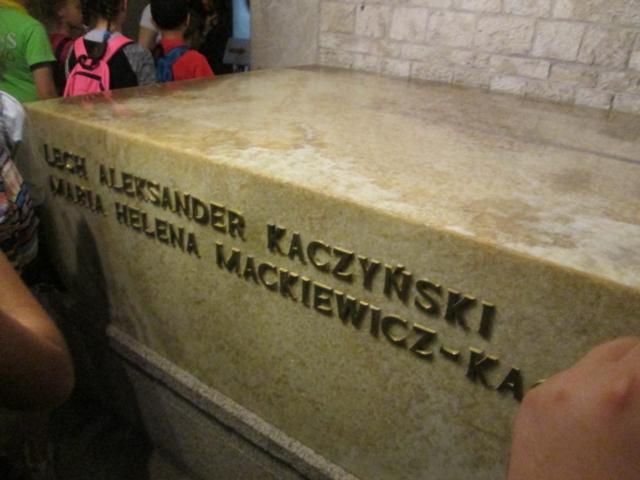 LECH ALEKSANDER KACZYŃSKI
MARIA HELENA MACKIEWICZ-KA